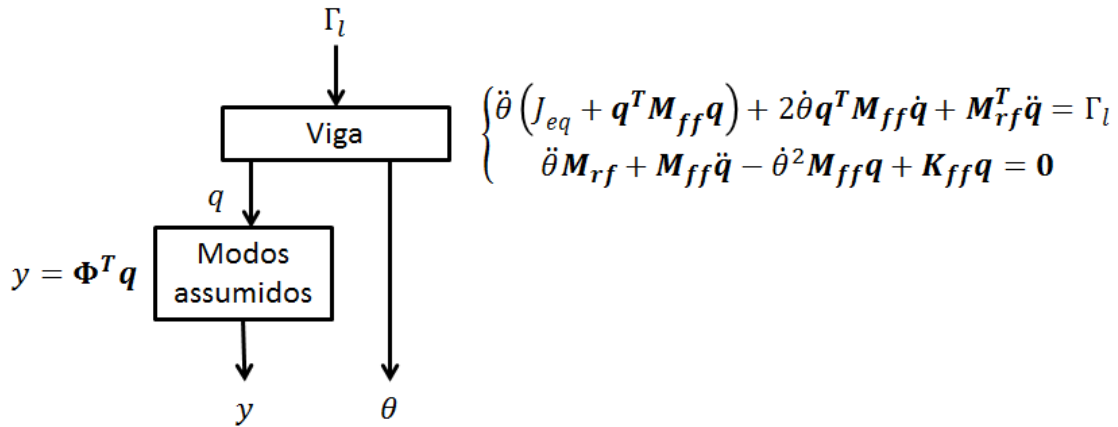 Γ_l
Viga
θ̈ (J_eq + q^T M_ff q) + 2θ̇ q^T M_ff q̇ + M_rf^T q̈ = Γ_l
θ̈ M_rf + M_ff q̈ − θ̇² M_ff q + K_ff q = 0
q
y = Φ^T q
Modos
assumidos
y
θ